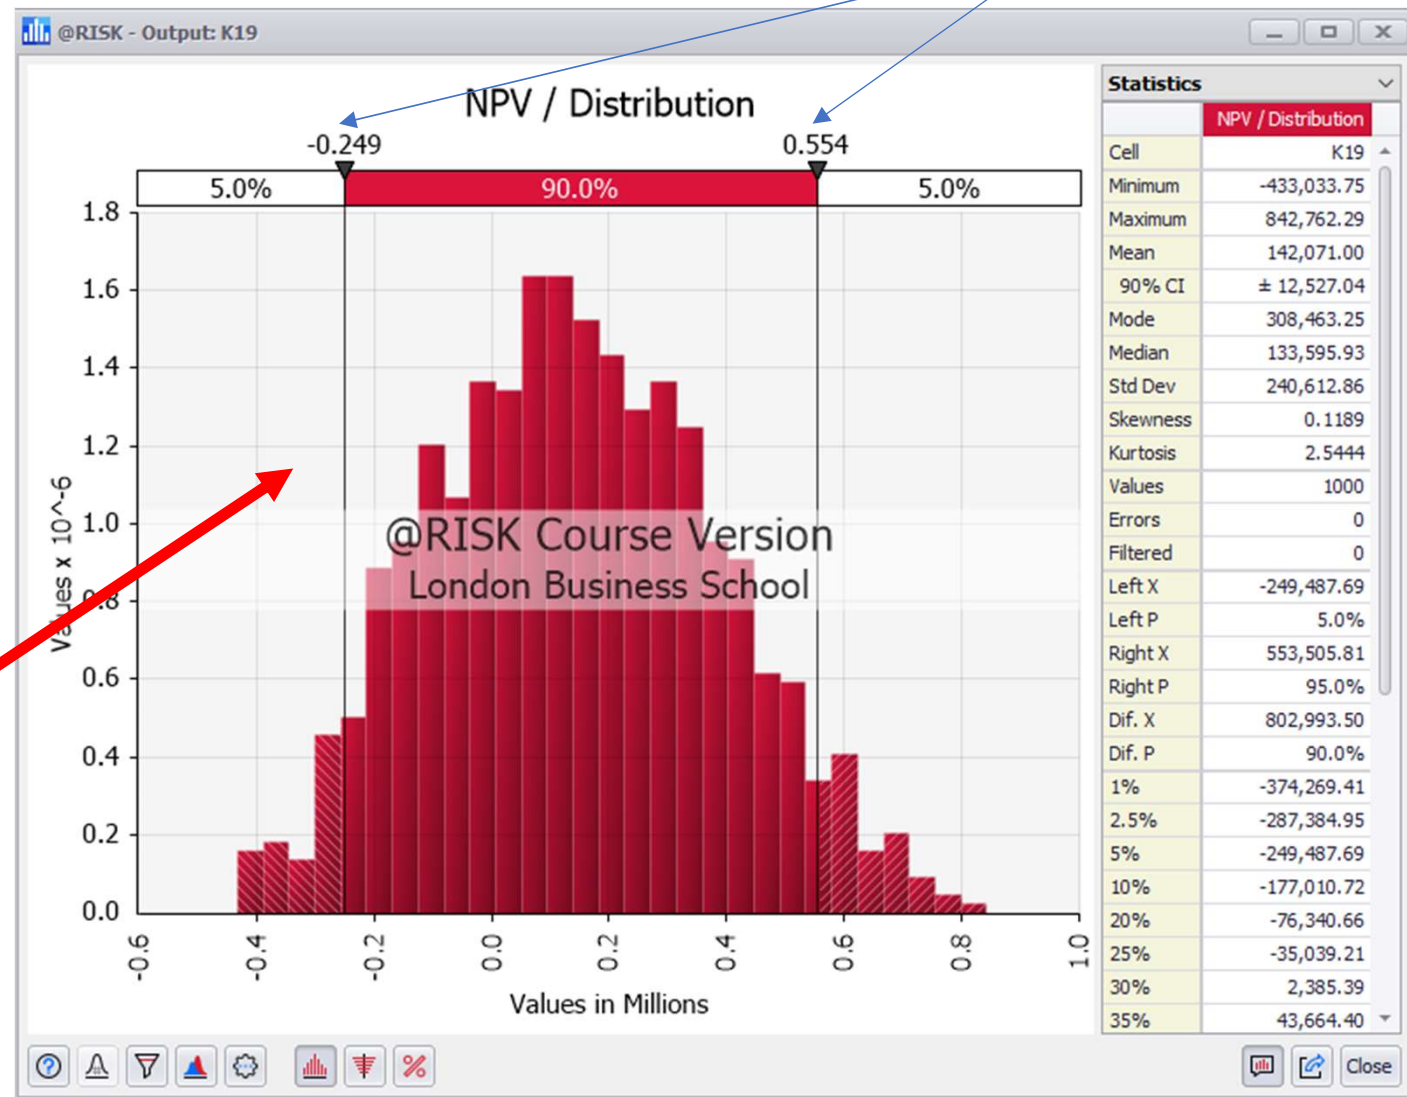 @RISK - Output: K19
NPV / Distribution
-0.249 0.554
5.0% 90.0% 5.0%
1.8
1.6
1.4
1.2
1.0
0.8
0.6
0.4
0.2
0.0
Values x 10^-6
-0.6 -0.4 -0.2 0.0 0.2 0.4 0.6 0.8 1.0
Values in Millions
@RISK Course Version
London Business School
Statistics
NPV / Distribution
Cell K19
Minimum -433,033.75
Maximum 842,762.29
Mean 142,071.00
90% CI ± 12,527.04
Mode 308,463.25
Median 133,595.93
Std Dev 240,612.86
Skewness 0.1189
Kurtosis 2.5444
Values 1000
Errors 0
Filtered 0
Left X -249,487.69
Left P 5.0%
Right X 553,505.81
Right P 95.0%
Dif. X 802,993.50
Dif. P 90.0%
1% -374,269.41
2.5% -287,384.95
5% -249,487.69
10% -177,010.72
20% -76,340.66
25% -35,039.21
30% 2,385.39
35% 43,664.40
Close